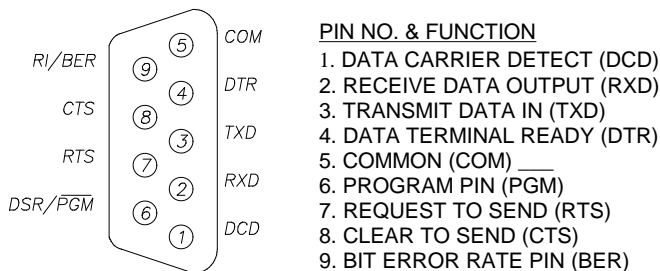 COM
5
RI/BER
9
DTR
4
CTS
8
TXD
3
RTS
7
RXD
2
DSR/PGM
6
DCD
1
PIN NO. & FUNCTION
1. DATA CARRIER DETECT (DCD)
2. RECEIVE DATA OUTPUT (RXD)
3. TRANSMIT DATA IN (TXD)
4. DATA TERMINAL READY (DTR)
5. COMMON (COM) ___
6. PROGRAM PIN (PGM)
7. REQUEST TO SEND (RTS)
8. CLEAR TO SEND (CTS)
9. BIT ERROR RATE PIN (BER)